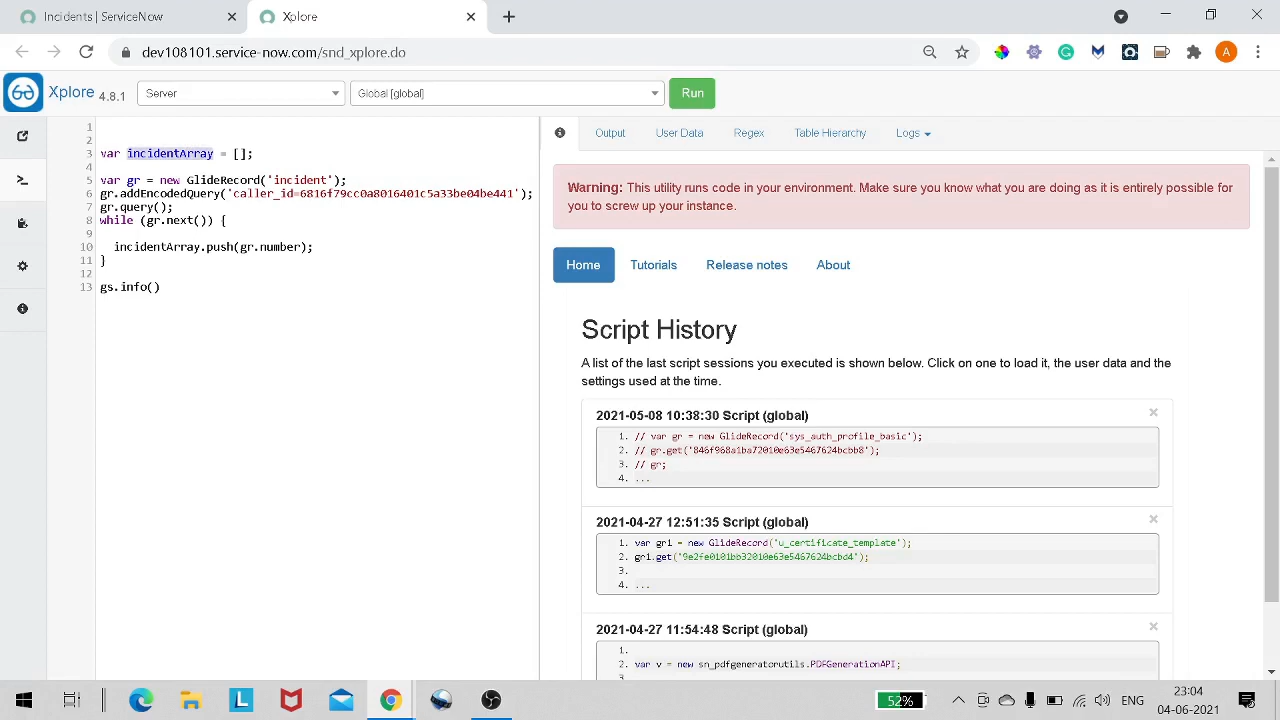 Incidents | ServiceNow
Xplore
dev108101.service-now.com/snd_xplore.do
A
Xplore 4.8.1
Server
Global [global]
Run
1
2
3 var incidentArray = [];
4
5 var gr = new GlideRecord('incident');
6 gr.addEncodedQuery('caller_id=6816f79cc0a8016401c5a33be04be441');
7 gr.query();
8 while (gr.next()) {
9
10 incidentArray.push(gr.number);
11 }
12
13 gs.info()
Output
User Data
Regex
Table Hierarchy
Logs
Warning: This utility runs code in your environment. Make sure you know what you are doing as it is entirely possible for
you to screw up your instance.
Home
Tutorials
Release notes
About
Script History
A list of the last script sessions you executed is shown below. Click on one to load it, the user data and the
settings used at the time.
2021-05-08 10:38:30 Script (global)
1. // var gr = new GlideRecord('sys_auth_profile_basic');
2. // gr.get('846f968a1ba72010e63e5467624bcbb8');
3. // gr;
4. ...
2021-04-27 12:51:35 Script (global)
1. var gr1 = new GlideRecord('u_certificate_template');
2. gr1.get('9e2fe0101bb32010e63e5467624bcbd4');
3.
4. ...
2021-04-27 11:54:48 Script (global)
1.
2. var v = new sn_pdfgeneratorutils.PDFGenerationAPI;
3.
L
52%
ENG
23:04
04-06-2021